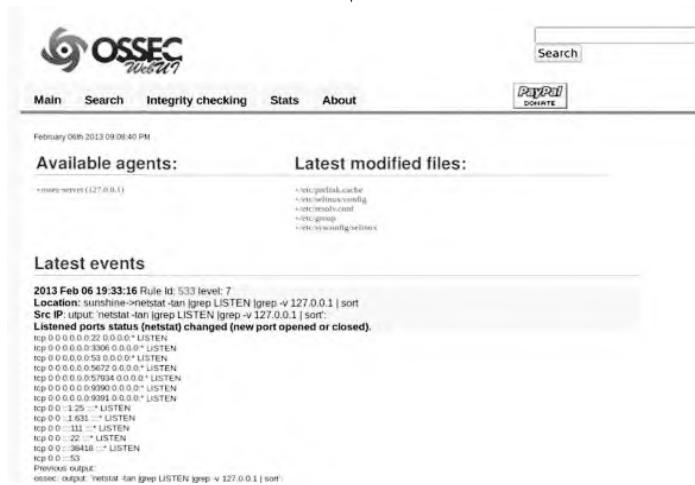 OSSEC
WebUI
Search
Main Search Integrity checking Stats About
PayPal
DONATE
February 06th 2013 09:08:40 PM
Available agents:
Latest modified files:
+ossec-server (127.0.0.1)
+/etc/prelink.cache
+/etc/selinux/config
+/etc/resolv.conf
+/etc/group
+/etc/sysconfig/selinux
Latest events
2013 Feb 06 19:33:16 Rule Id: 533 level: 7
Location: sunshine->netstat -tan |grep LISTEN |grep -v 127.0.0.1 | sort
Src IP: utput: 'netstat -tan |grep LISTEN |grep -v 127.0.0.1 | sort':
Listened ports status (netstat) changed (new port opened or closed).
tcp 0 0 0.0.0.0:22 0.0.0.0:* LISTEN
tcp 0 0 0.0.0.0:3306 0.0.0.0:* LISTEN
tcp 0 0 0.0.0.0:53 0.0.0.0:* LISTEN
tcp 0 0 0.0.0.0:5672 0.0.0.0:* LISTEN
tcp 0 0 0.0.0.0:57934 0.0.0.0:* LISTEN
tcp 0 0 0.0.0.0:9390 0.0.0.0:* LISTEN
tcp 0 0 0.0.0.0:9391 0.0.0.0:* LISTEN
tcp 0 0 ::1:25 :::* LISTEN
tcp 0 0 ::1:631 :::* LISTEN
tcp 0 0 :::111 :::* LISTEN
tcp 0 0 :::22 :::* LISTEN
tcp 0 0 :::38418 :::* LISTEN
tcp 0 0 :::53
Previous output:
ossec: output: 'netstat -tan |grep LISTEN |grep -v 127.0.0.1 | sort':